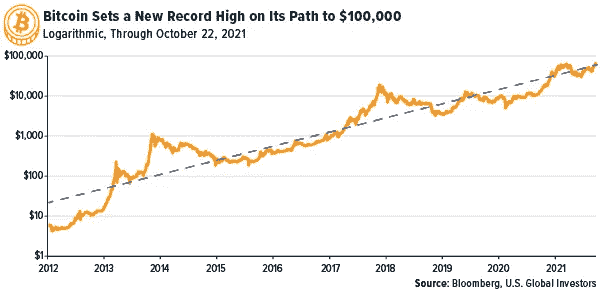 Bitcoin Sets a New Record High on Its Path to $100,000
Logarithmic, Through October 22, 2021
$100,000
$10,000
$1,000
$100
$10
$1
2012 2013 2014 2015 2016 2017 2018 2019 2020 2021
Source: Bloomberg, U.S. Global Investors